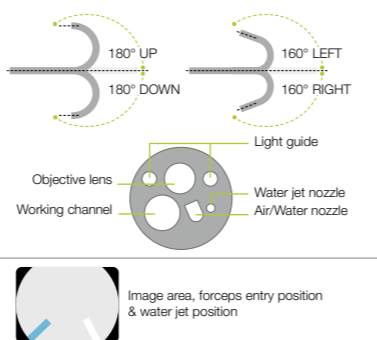 180° UP
160° LEFT
180° DOWN
160° RIGHT
Light guide
Objective lens
Water jet nozzle
Working channel
Air/Water nozzle
Image area, forceps entry position
& water jet position